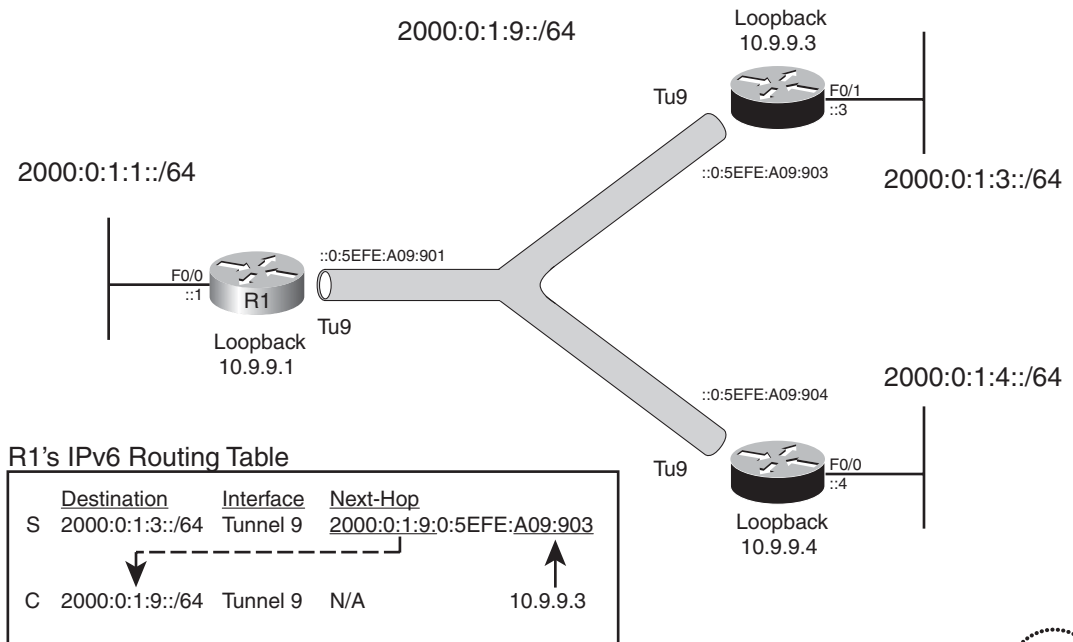 2000:0:1:9::/64
Loopback
10.9.9.3
Tu9
F0/1
::3
::0:5EFE:A09:903
2000:0:1:3::/64
2000:0:1:1::/64
F0/0
::1
R1
::0:5EFE:A09:901
Tu9
Loopback
10.9.9.1
::0:5EFE:A09:904
2000:0:1:4::/64
Tu9
F0/0
::4
Loopback
10.9.9.4
R1's IPv6 Routing Table
Destination Interface Next-Hop
S 2000:0:1:3::/64 Tunnel 9 2000:0:1:9:0:5EFE:A09:903
C 2000:0:1:9::/64 Tunnel 9 N/A 10.9.9.3